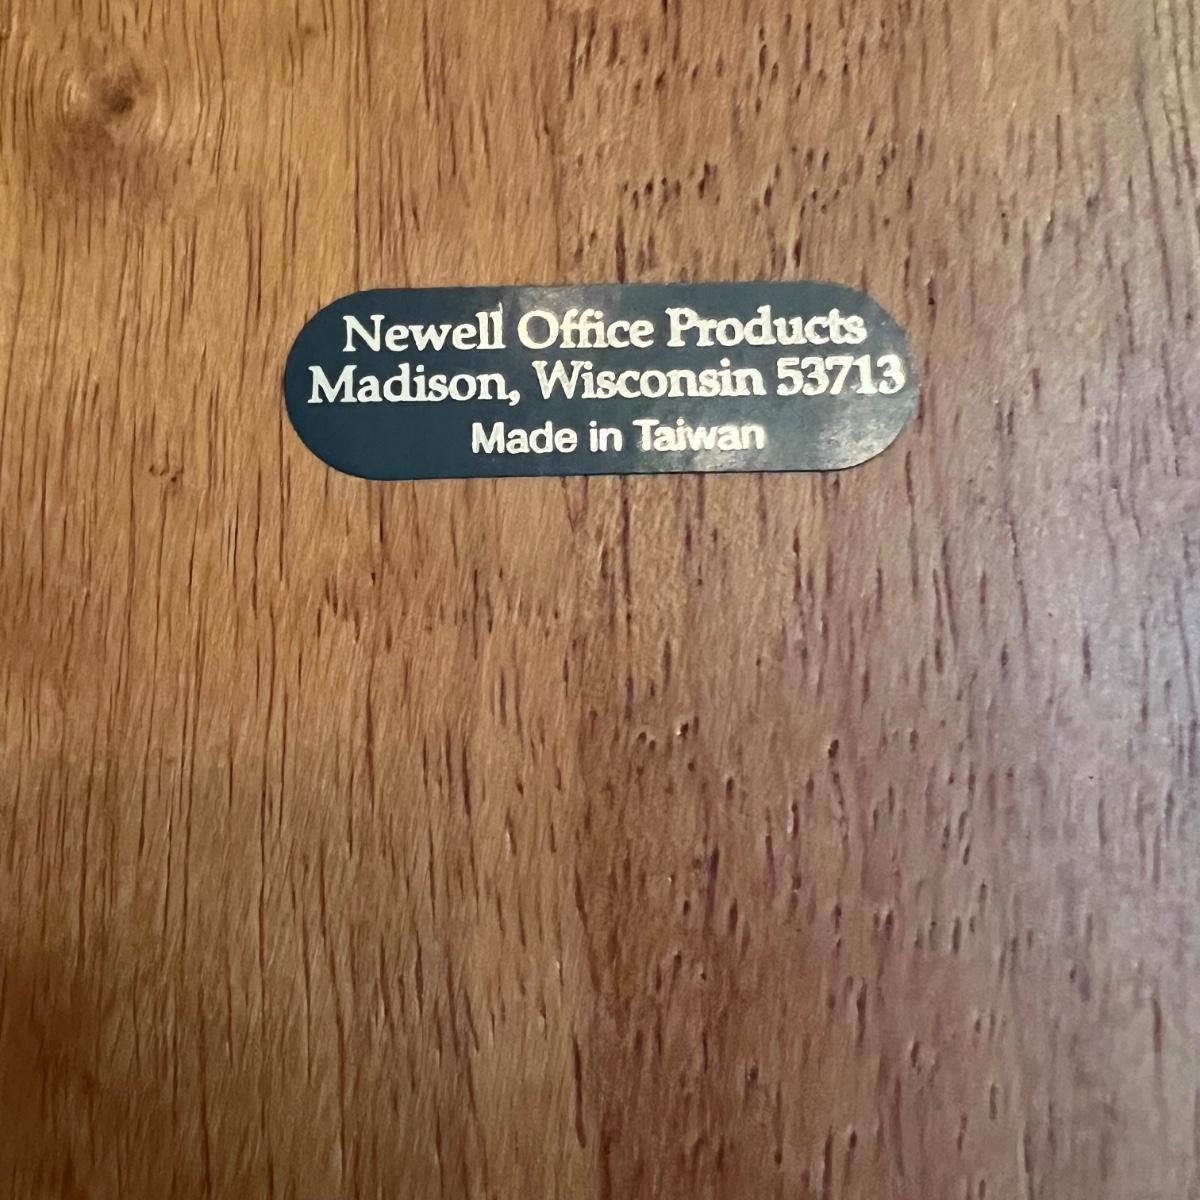 Newell Office Products
Madison, Wisconsin 53713
Made in Taiwan